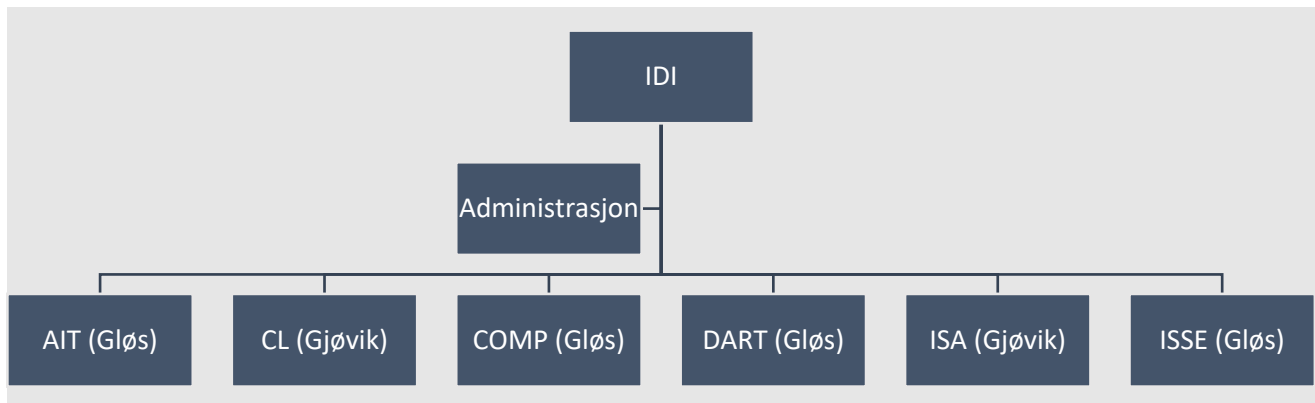 IDI
Administrasjon
AIT (Gløs)
CL (Gjøvik)
COMP (Gløs)
DART (Gløs)
ISA (Gjøvik)
ISSE (Gløs)